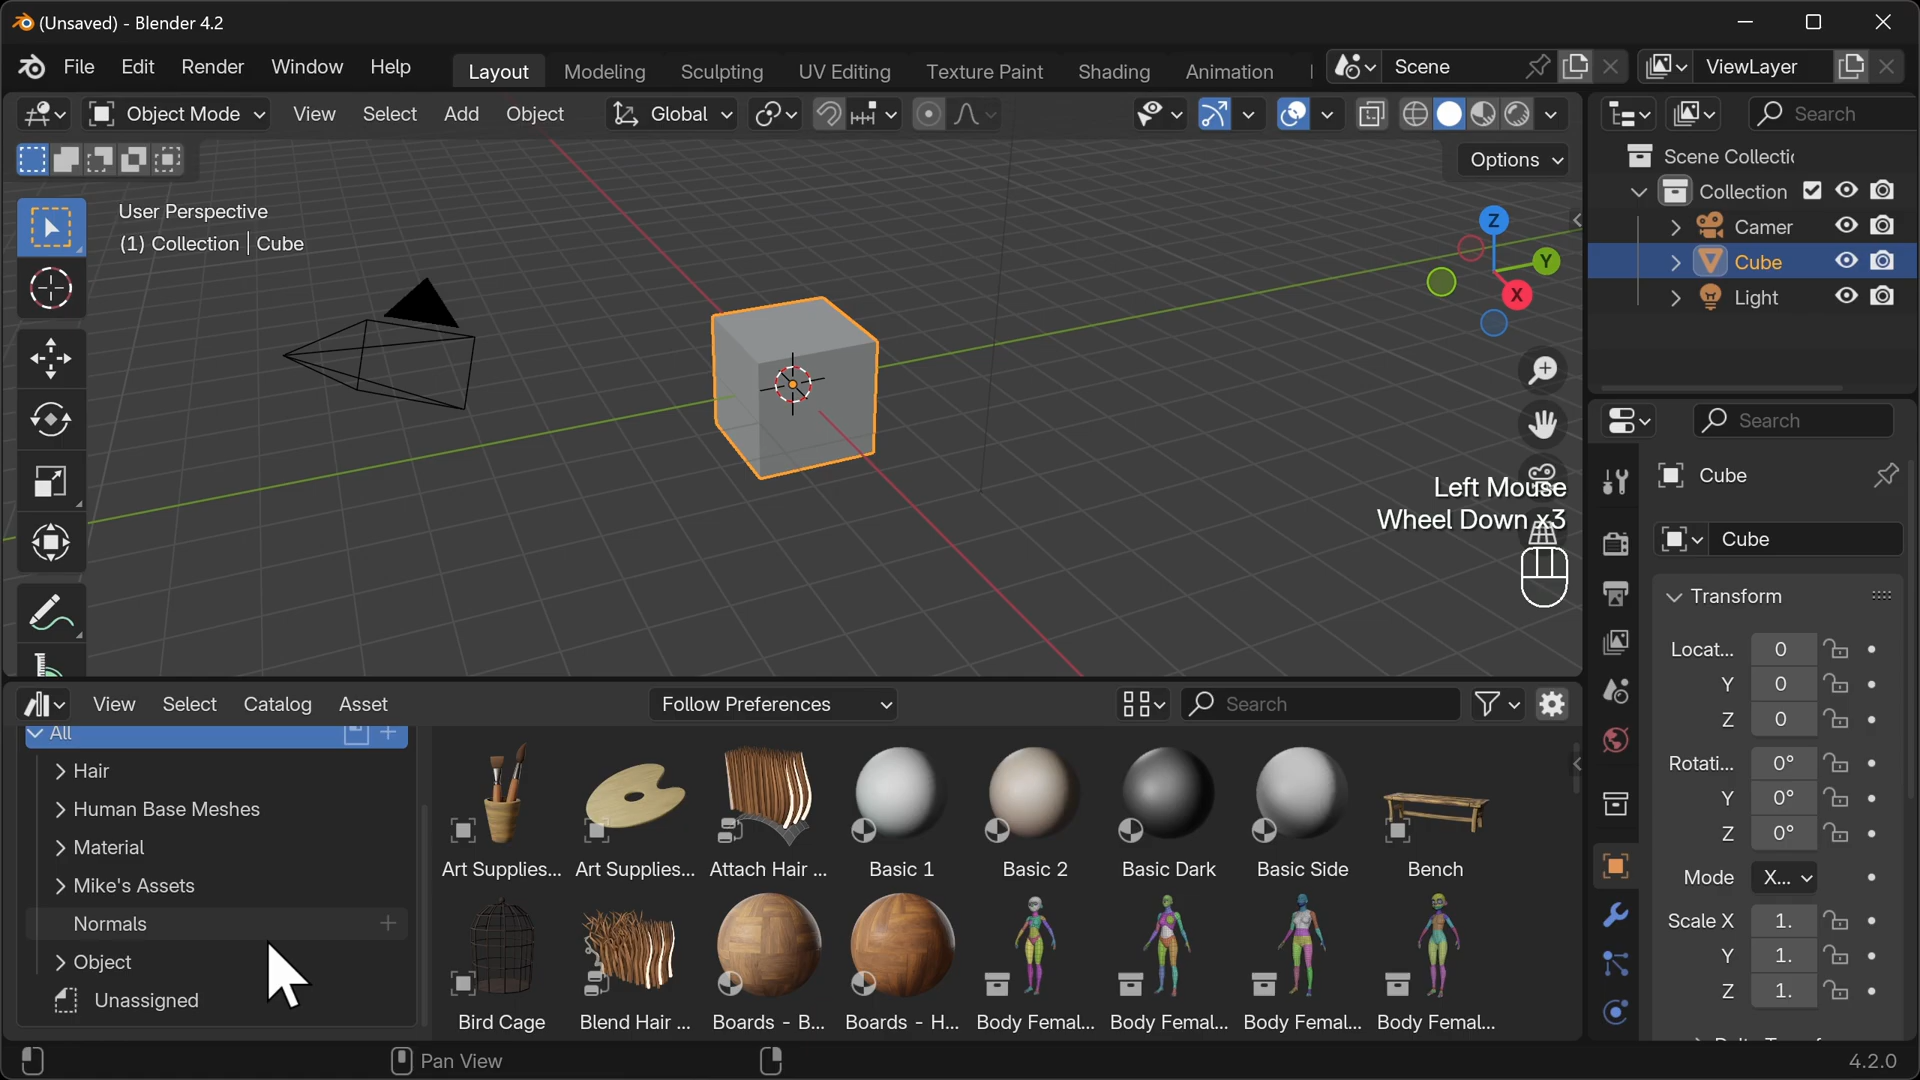 (Unsaved) - Blender 4.2
File Edit Render Window Help Layout Modeling Sculpting UV Editing Texture Paint Shading Animation Scene ViewLayer
Object Mode View Select Add Object Global Search
Options
User Perspective
(1) Collection | Cube
Z
Y
X
Scene Collectic
Collection
Camer
Cube
Light
Left Mouse
Wheel Down x3
Search
Cube
Cube
Transform
Locat... 0
Y 0
Z 0
Rotati... 0°
Y 0°
Z 0°
Mode X...
Scale X 1.
Y 1.
Z 1.
View Select Catalog Asset Follow Preferences Search
All
Hair
Human Base Meshes
Material
Mike's Assets
Normals
Object
Unassigned
Art Supplies... Art Supplies... Attach Hair ... Basic 1 Basic 2 Basic Dark Basic Side Bench
Bird Cage Blend Hair ... Boards - B... Boards - H... Body Femal... Body Femal... Body Femal... Body Femal...
Pan View 4.2.0